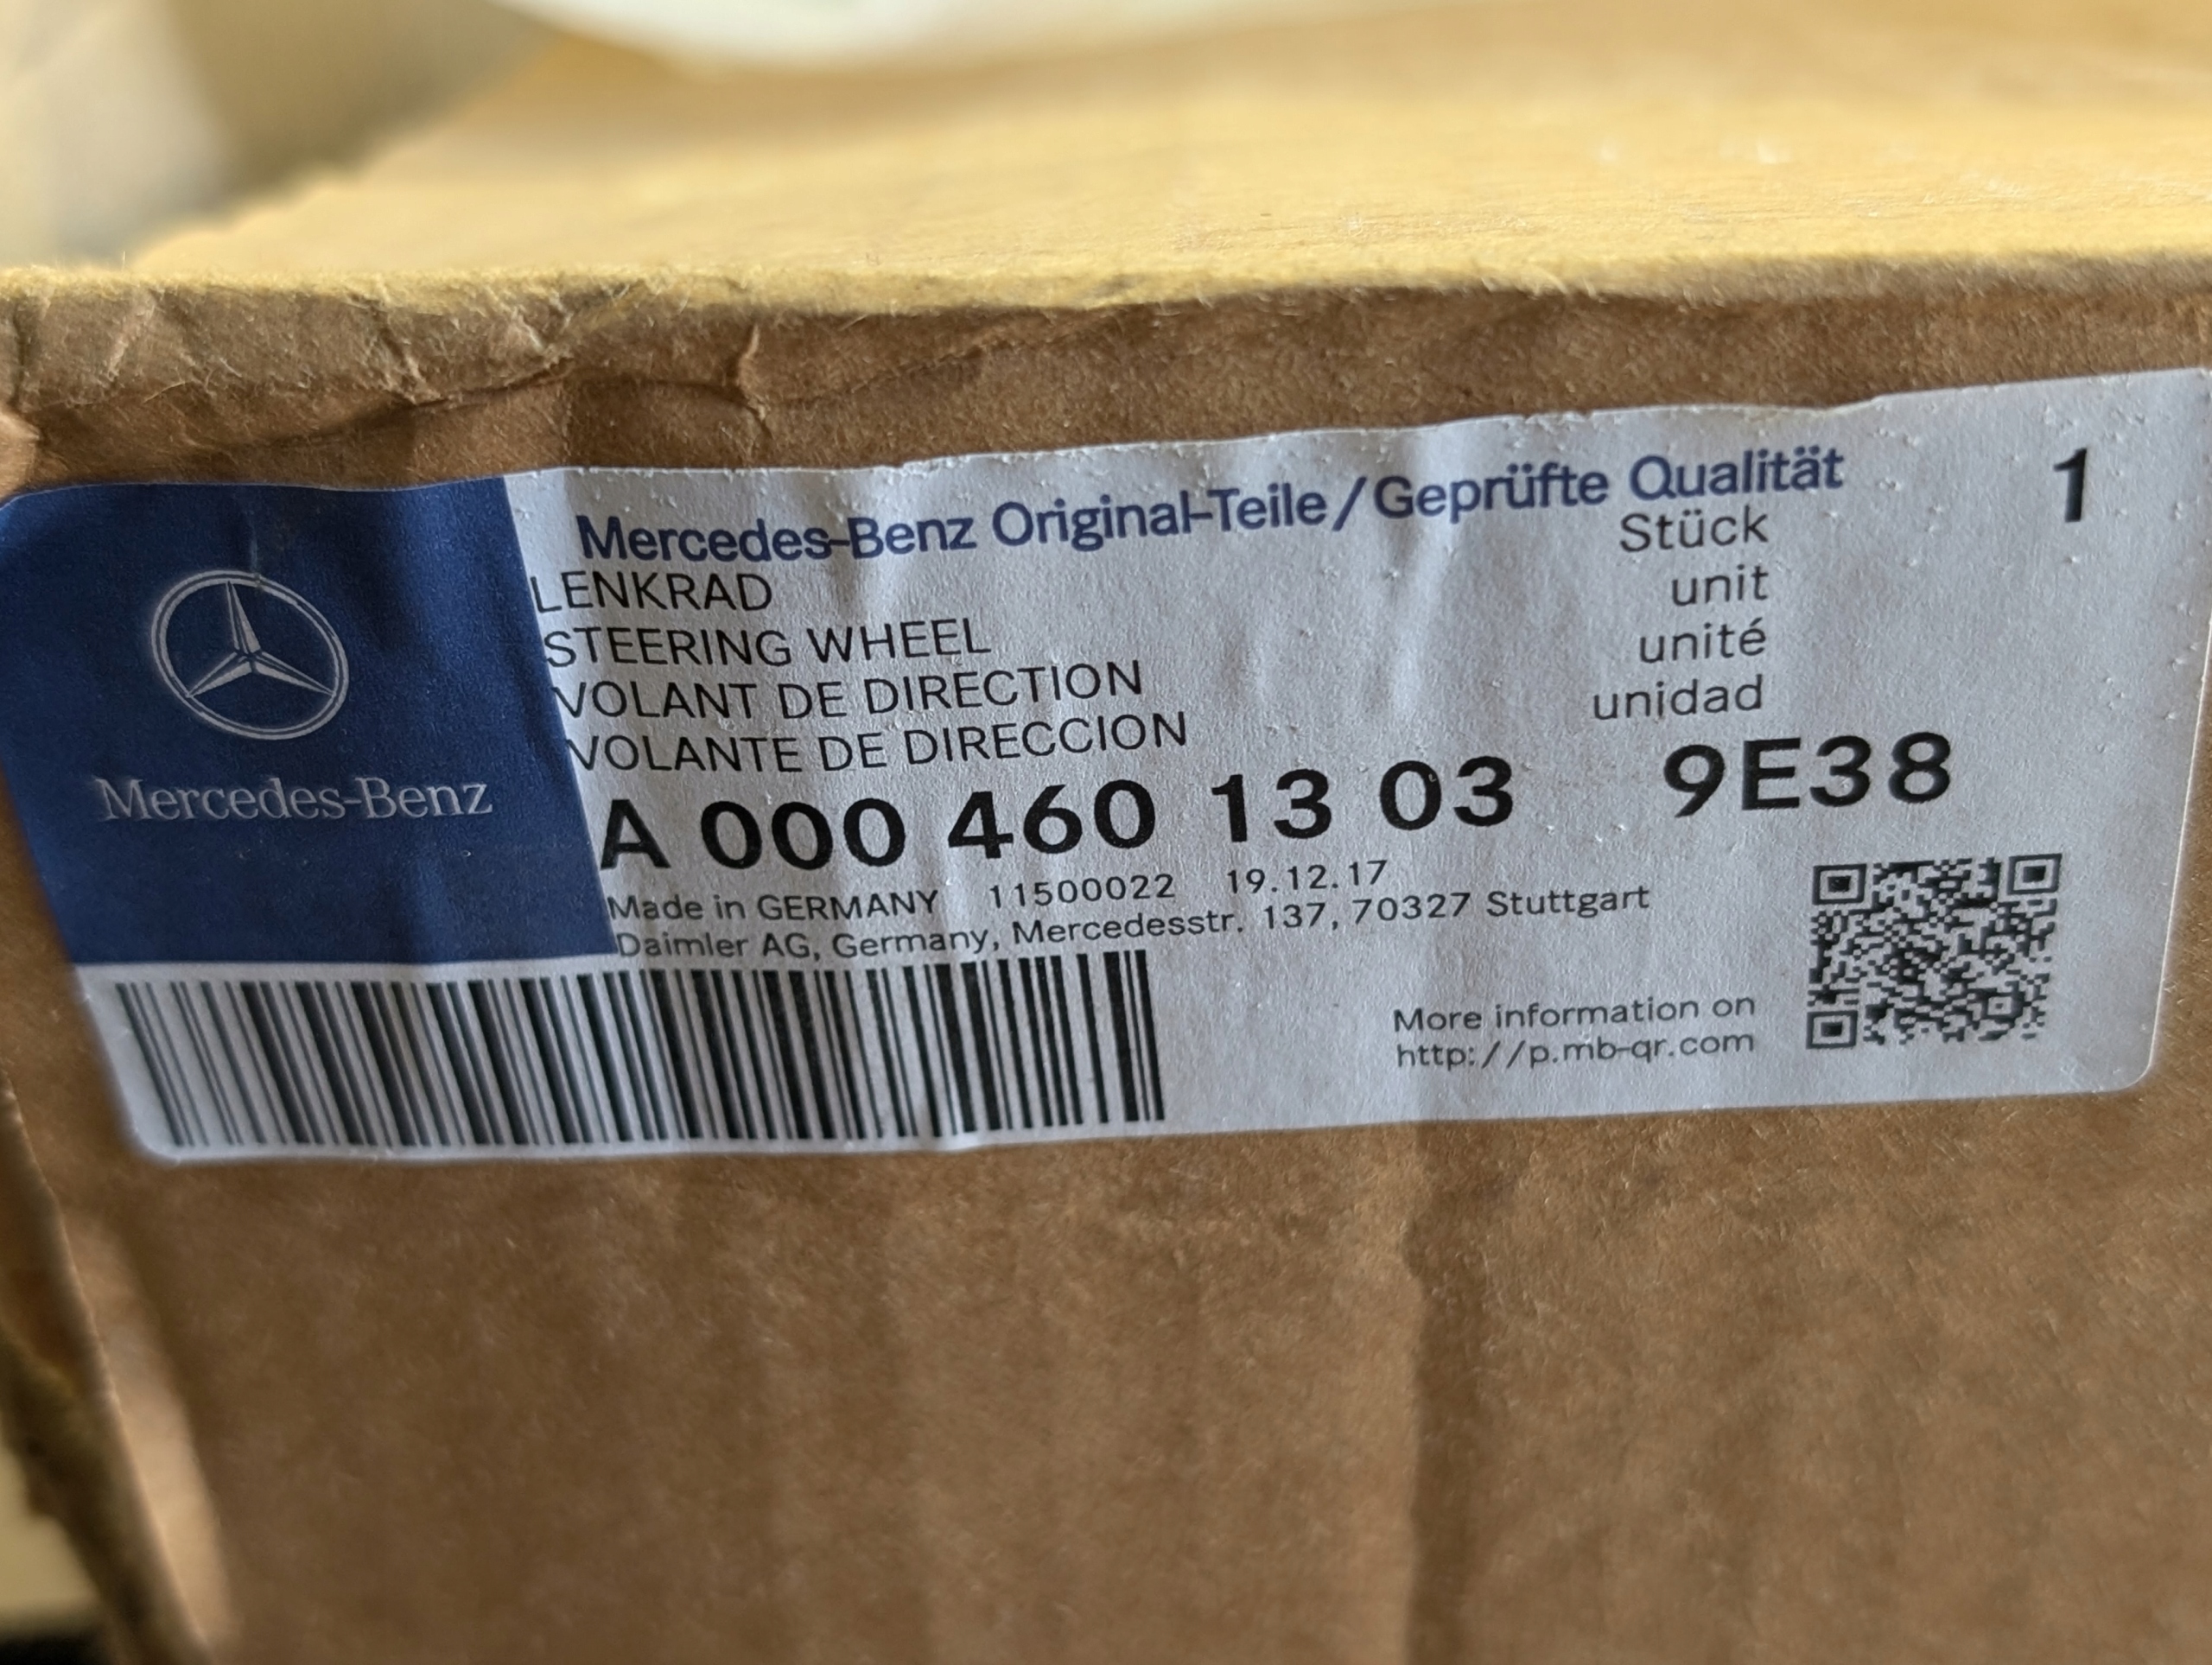 Mercedes-Benz Original-Teile/Geprüfte Qualität 1
LENKRAD Stück
STEERING WHEEL unit
VOLANT DE DIRECTION unité
VOLANTE DE DIRECCION unidad
A 000 460 13 03 9E38
Made in GERMANY 11500022 19.12.17
Daimler AG, Germany, Mercedesstr. 137, 70327 Stuttgart
Mercedes-Benz
More information on
http://p.mb-qr.com